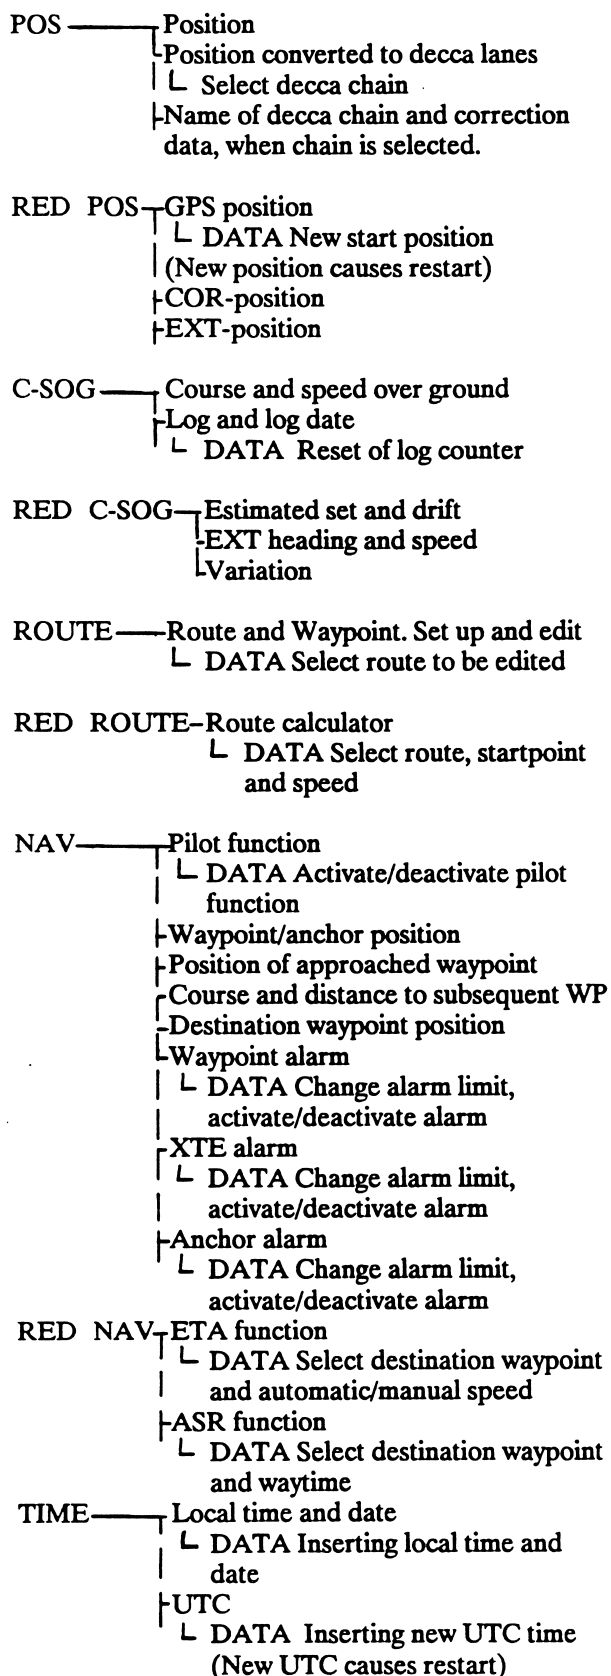 POS Position
Position converted to decca lanes
Select decca chain
Name of decca chain and correction
data, when chain is selected.
RED POS GPS position
DATA New start position
(New position causes restart)
COR-position
EXT-position
C-SOG Course and speed over ground
Log and log date
DATA Reset of log counter
RED C-SOG Estimated set and drift
EXT heading and speed
Variation
ROUTE Route and Waypoint. Set up and edit
DATA Select route to be edited
RED ROUTE Route calculator
DATA Select route, startpoint
and speed
NAV Pilot function
DATA Activate/deactivate pilot
function
Waypoint/anchor position
Position of approached waypoint
Course and distance to subsequent WP
Destination waypoint position
Waypoint alarm
DATA Change alarm limit,
activate/deactivate alarm
XTE alarm
DATA Change alarm limit,
activate/deactivate alarm
Anchor alarm
DATA Change alarm limit,
activate/deactivate alarm
RED NAV ETA function
DATA Select destination waypoint
and automatic/manual speed
ASR function
DATA Select destination waypoint
and waytime
TIME Local time and date
DATA Inserting local time and
date
UTC
DATA Inserting new UTC time
(New UTC causes restart)